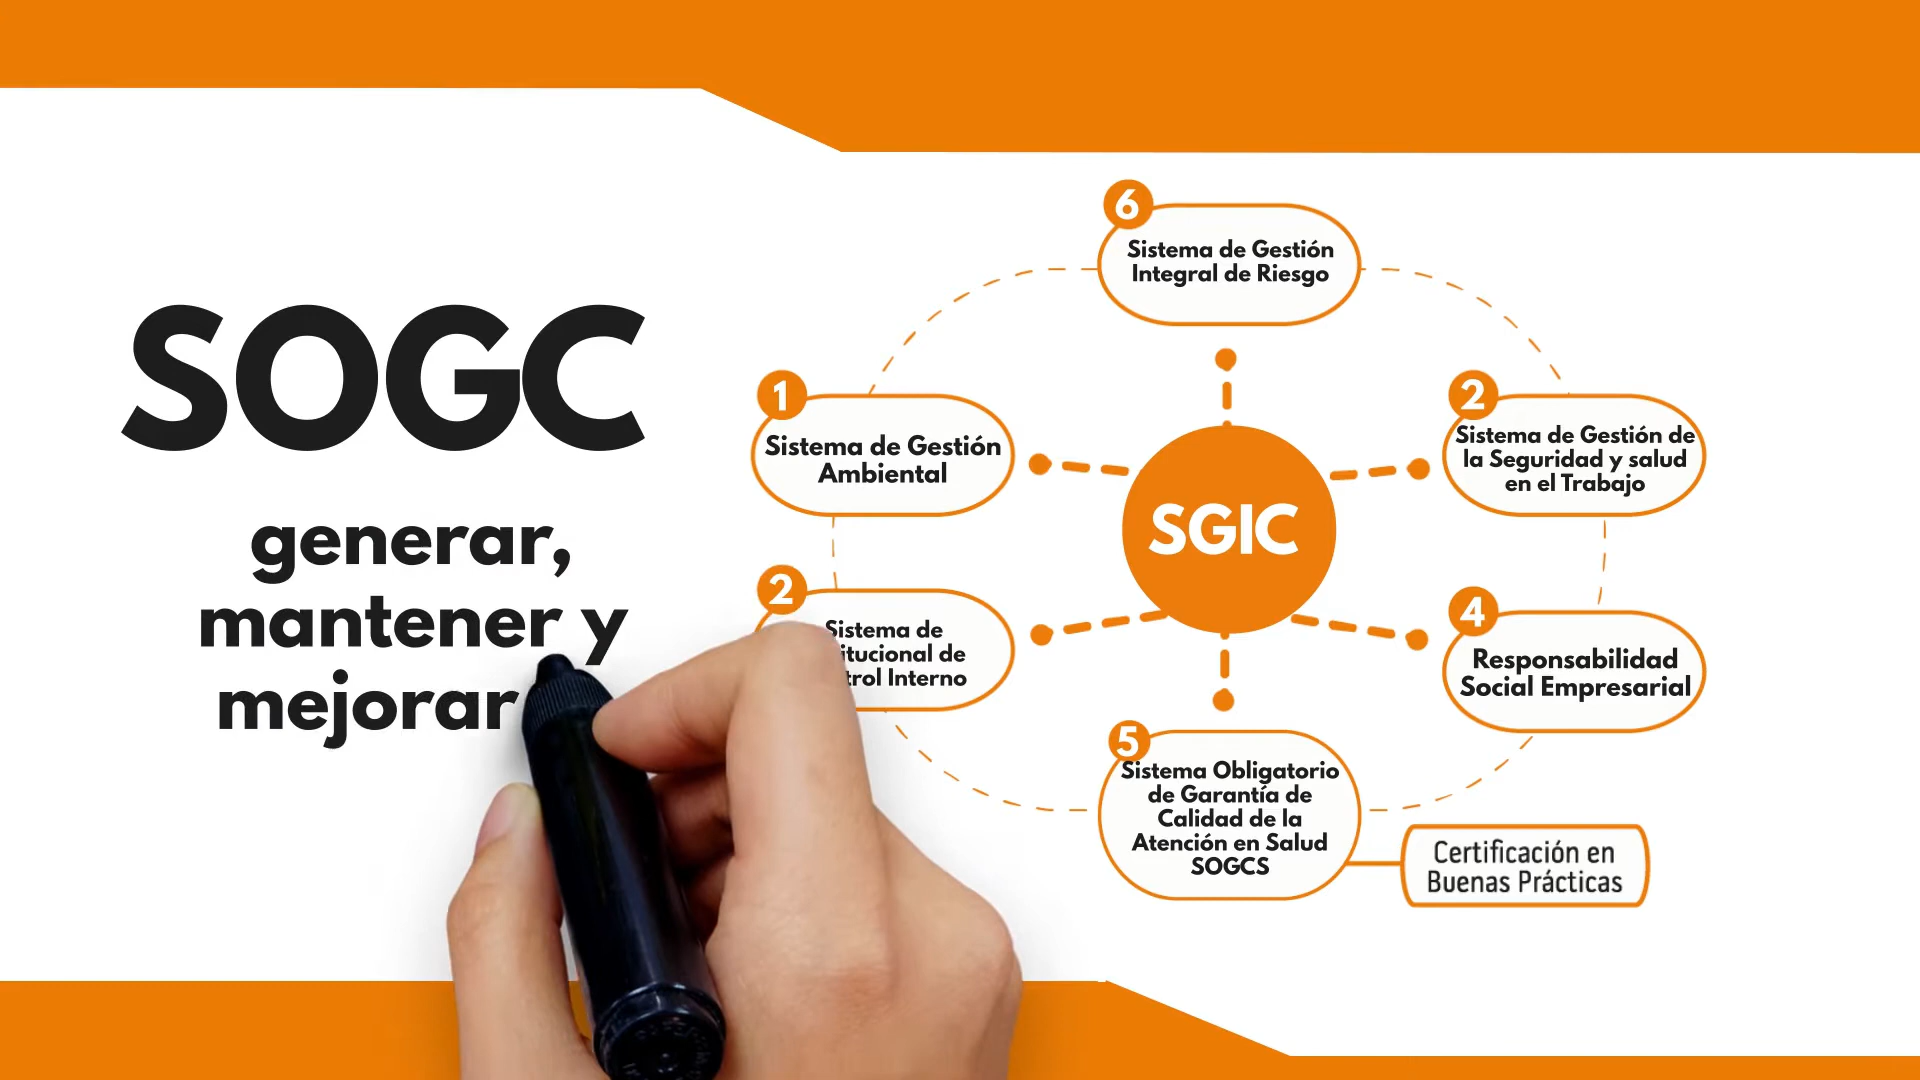 SOGC
generar,
mantener y
mejorar
6
Sistema de Gestión
Integral de Riesgo
1
Sistema de Gestión
Ambiental
2
Sistema de Gestión de
la Seguridad y salud
en el Trabajo
SGIC
2
Sistema de
de
Interno
4
Responsabilidad
Social Empresarial
5
Sistema Obligatorio
de Garantía de
Calidad de la
Atención en Salud
SOGCS
Certificación en
Buenas Prácticas